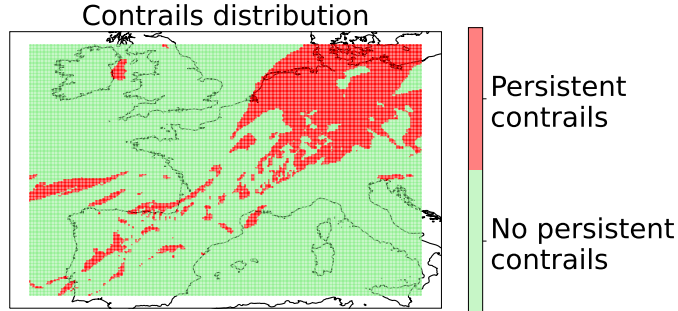 Contrails distribution
Persistent
contrails
No persistent
contrails